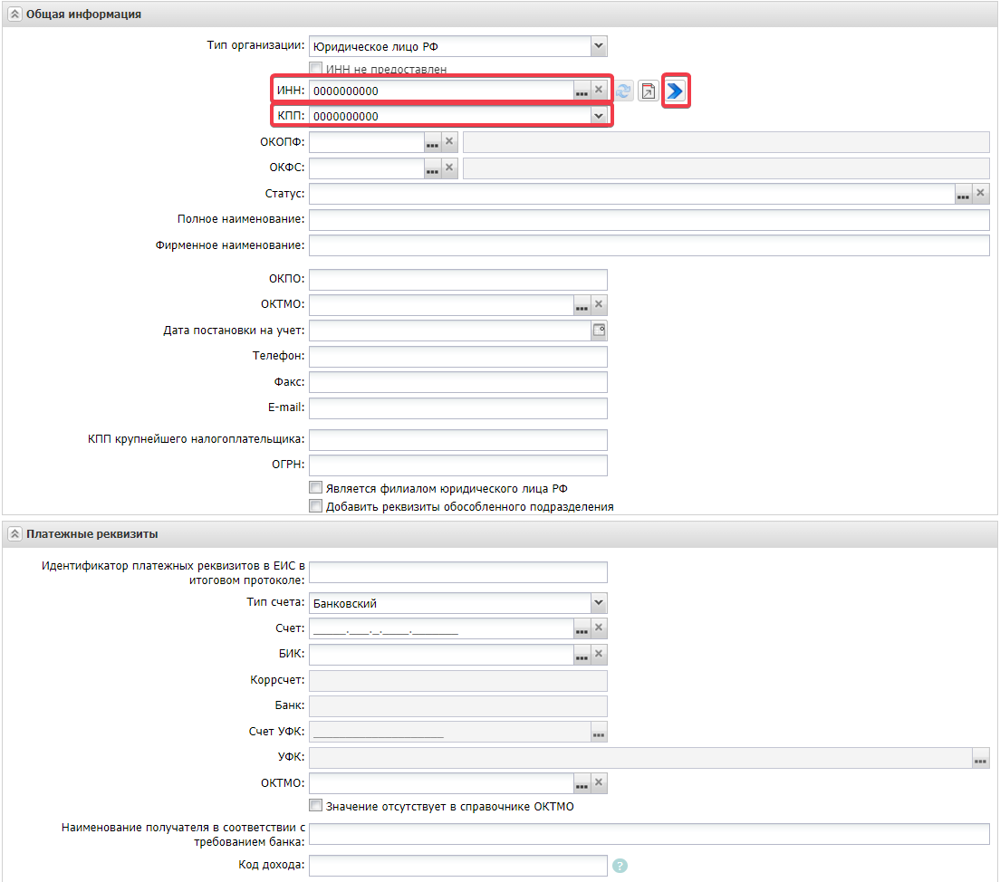 Общая информация
Тип организации: Юридическое лицо РФ
ИНН не предоставлен
ИНН: 0000000000
КПП: 0000000000
ОКОПФ:
ОКФС:
Статус:
Полное наименование:
Фирменное наименование:
ОКПО:
ОКТМО:
Дата постановки на учет:
Телефон:
Факс:
E-mail:
КПП крупнейшего налогоплательщика:
ОГРН:
Является филиалом юридического лица РФ
Добавить реквизиты обособленного подразделения
Платежные реквизиты
Идентификатор платежных реквизитов в ЕИС в
итоговом протоколе:
Тип счета: Банковский
Счет: _____.___._.____._______
БИК:
Коррсчет:
Банк:
Счет УФК: ____________________
УФК:
ОКТМО:
Значение отсутствует в справочнике ОКТМО
Наименование получателя в соответствии с
требованием банка:
Код дохода: ?